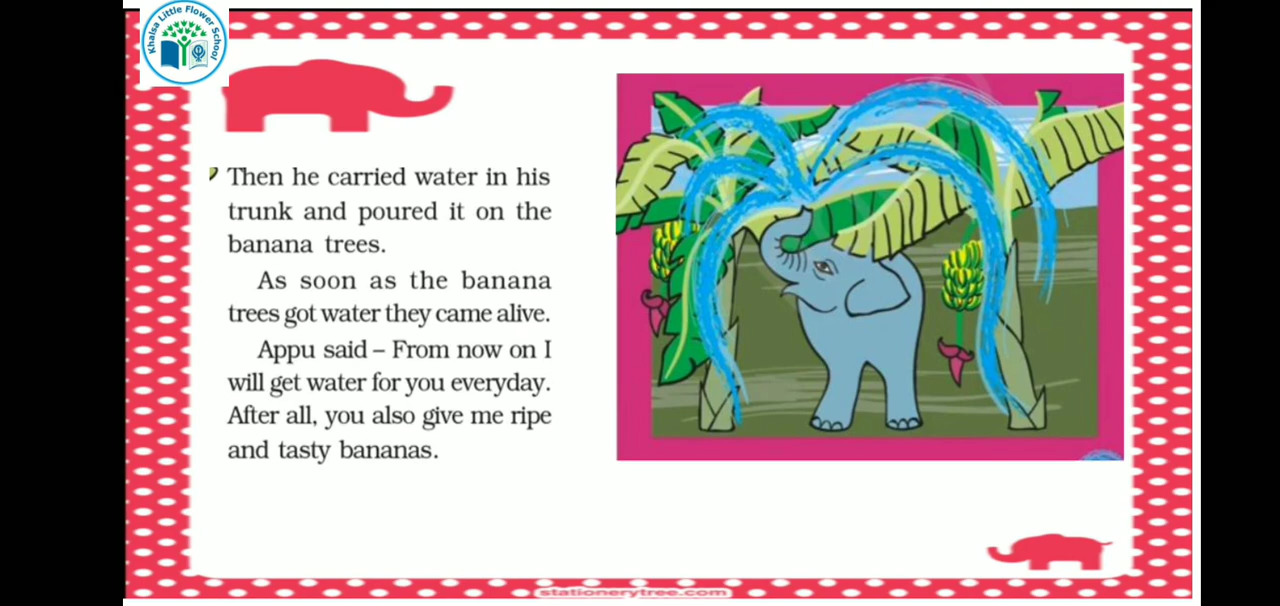 Khalsa Little Flower School
Then he carried water in his
trunk and poured it on the
banana trees.
As soon as the banana
trees got water they came alive.
Appu said – From now on I
will get water for you everyday.
After all, you also give me ripe
and tasty bananas.
stationerytree.com